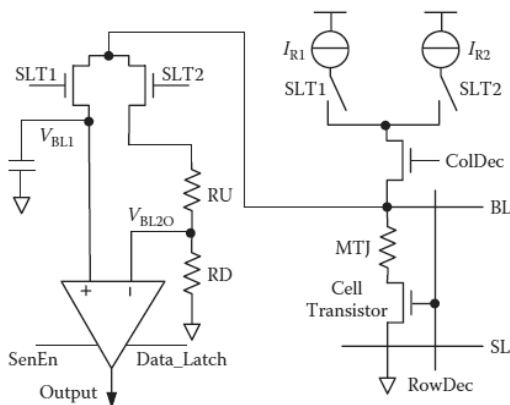 I_R1
I_R2
SLT1
SLT2
SLT1
SLT2
V_BL1
ColDec
RU
V_BL2O
BL
MTJ
RD
Cell
Transistor
+
−
SenEn
Data_Latch
SL
Output
RowDec